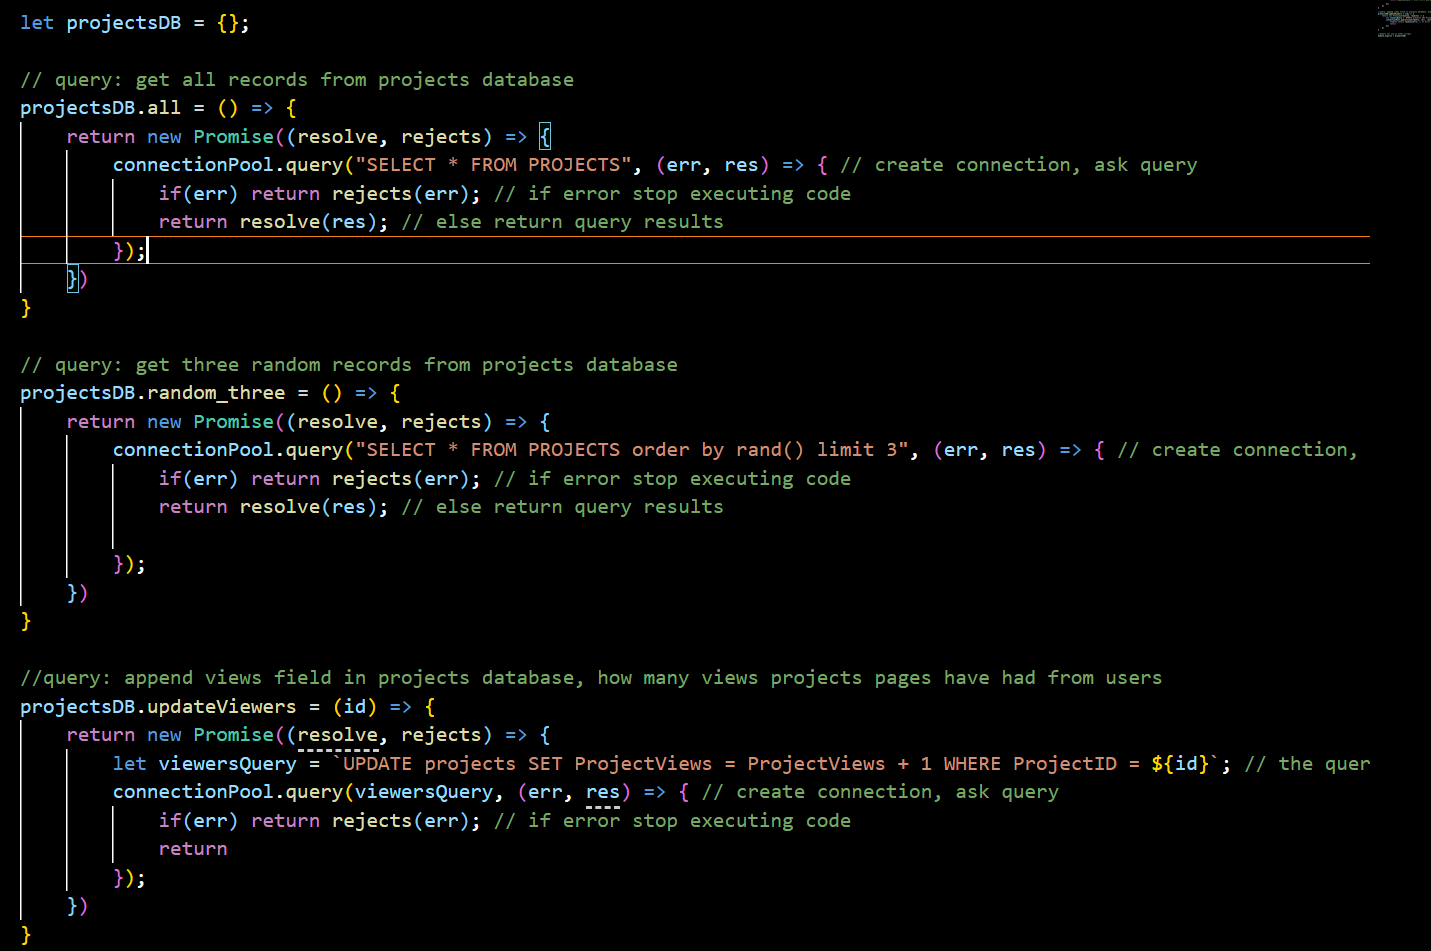 let projectsDB = {};
// query: get all records from projects database
projectsDB.all = () => {
    return new Promise((resolve, rejects) => {
        connectionPool.query("SELECT * FROM PROJECTS", (err, res) => { // create connection, ask query
            if(err) return rejects(err); // if error stop executing code
            return resolve(res); // else return query results
        });
    })
}
// query: get three random records from projects database
projectsDB.random_three = () => {
    return new Promise((resolve, rejects) => {
        connectionPool.query("SELECT * FROM PROJECTS order by rand() limit 3", (err, res) => { // create connection,
            if(err) return rejects(err); // if error stop executing code
            return resolve(res); // else return query results
        });
    })
}
//query: append views field in projects database, how many views projects pages have had from users
projectsDB.updateViewers = (id) => {
    return new Promise((resolve, rejects) => {
        let viewersQuery = `UPDATE projects SET ProjectViews = ProjectViews + 1 WHERE ProjectID = ${id}`; // the quer
        connectionPool.query(viewersQuery, (err, res) => { // create connection, ask query
            if(err) return rejects(err); // if error stop executing code
            return
        });
    })
}